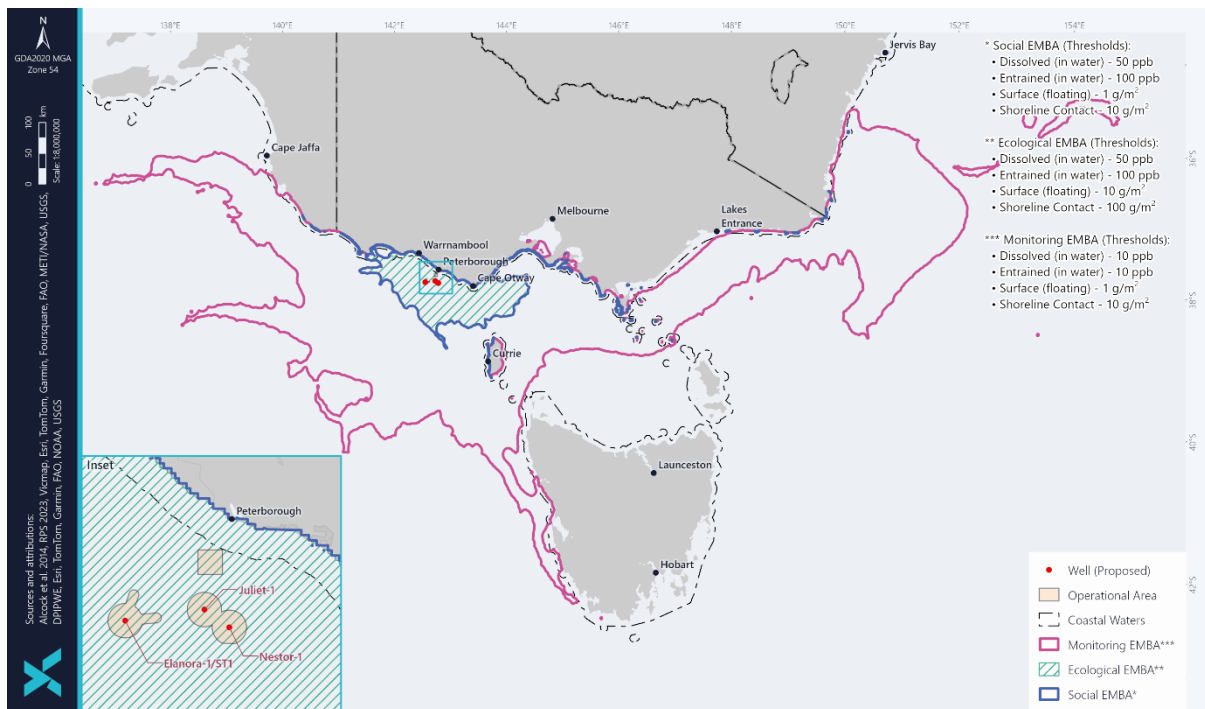 N
GDA2020 MGA
Zone 54
0 50 100
km
Scale: 1:8,000,000
Sources and attributions:
Alcock et al. 2014, RPS 2023, Vicmap, Esri, TomTom, Garmin, Foursquare, FAO, METI/NASA, USGS,
DPIPWE, Esri, TomTom, Garmin, FAO, NOAA, USGS
138°E
140°E
142°E
144°E
146°E
148°E
150°E
152°E
154°E
36°S
38°S
40°S
42°S
Jervis Bay
Cape Jaffa
Melbourne
Lakes
Entrance
Warrnambool
Peterborough
Cape Otway
Currie
Launceston
Hobart
* Social EMBA (Thresholds):
• Dissolved (in water) - 50 ppb
• Entrained (in water) - 100 ppb
• Surface (floating) - 1 g/m²
• Shoreline Contact - 10 g/m²
** Ecological EMBA (Thresholds):
• Dissolved (in water) - 50 ppb
• Entrained (in water) - 100 ppb
• Surface (floating) - 10 g/m²
• Shoreline Contact - 100 g/m²
*** Monitoring EMBA (Thresholds):
• Dissolved (in water) - 10 ppb
• Entrained (in water) - 10 ppb
• Surface (floating) - 1 g/m²
• Shoreline Contact - 10 g/m²
Inset
Peterborough
Juliet-1
Elanora-1/ST1
Nestor-1
Well (Proposed)
Operational Area
Coastal Waters
Monitoring EMBA***
Ecological EMBA**
Social EMBA*